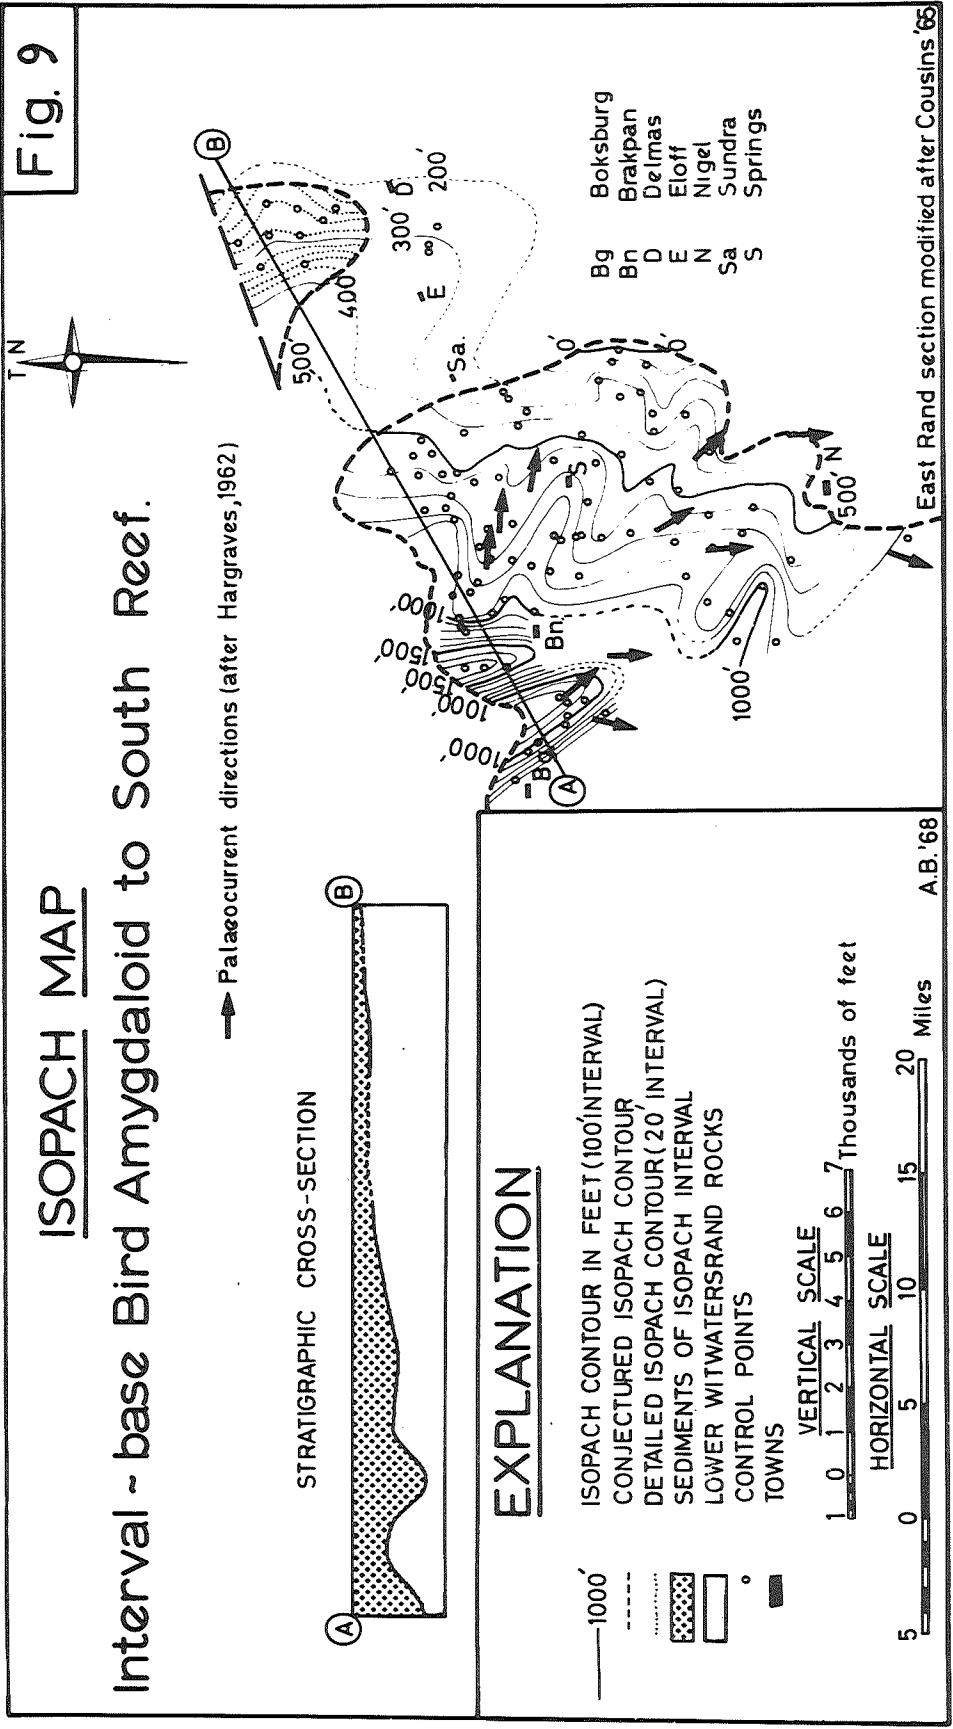 Fig. 9
ISOPACH MAP
Interval ~ base Bird Amygdaloid to South Reef.
Palaeocurrent directions (after Hargraves,1962)
T N
STRATIGRAPHIC CROSS-SECTION
A
B
A
B
1000'
1000'
1500'
1500'
1000'
500'
400'
300'
200'
0'
0'
1000'
500'
Bg
Bn
S
N
Sa.
E
D
Bg Boksburg
Bn Brakpan
D Delmas
E Eloff
N Nigel
Sa Sundra
S Springs
East Rand section modified after Cousins '65
EXPLANATION
1000' ISOPACH CONTOUR IN FEET (100' INTERVAL)
CONJECTURED ISOPACH CONTOUR
DETAILED ISOPACH CONTOUR (20' INTERVAL)
SEDIMENTS OF ISOPACH INTERVAL
LOWER WITWATERSRAND ROCKS
CONTROL POINTS
TOWNS
VERTICAL SCALE
1 0 1 2 3 4 5 6 7 Thousands of feet
HORIZONTAL SCALE
5 0 5 10 15 20 Miles
A.B.'68